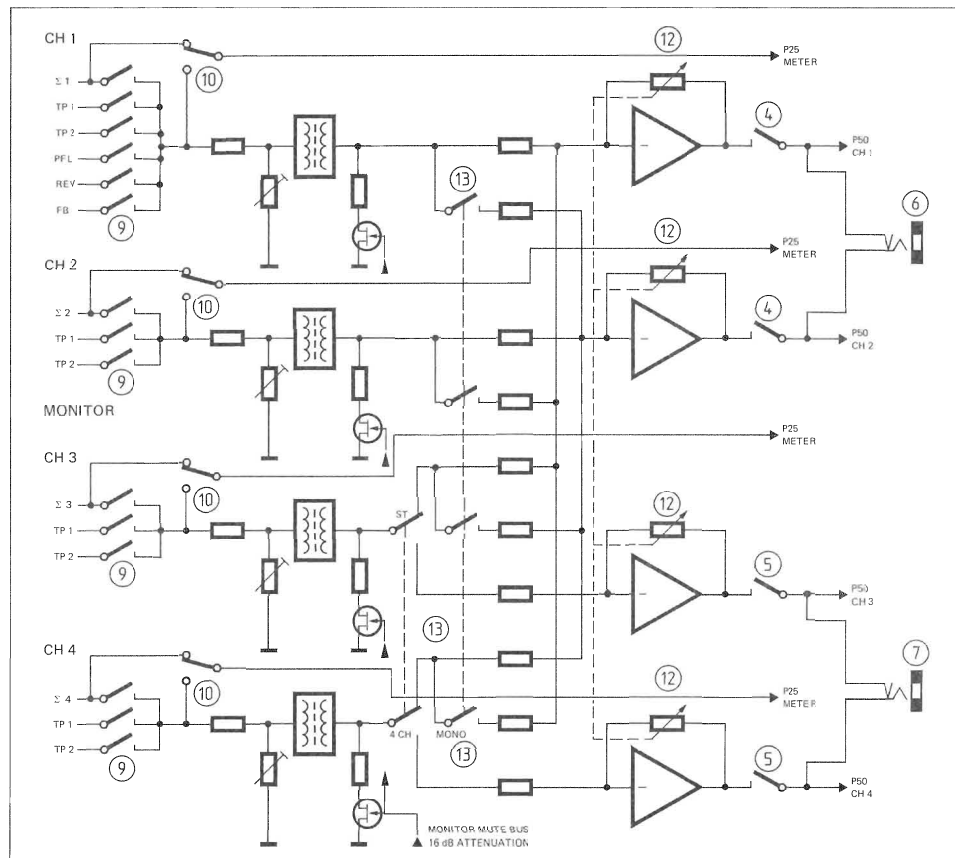 CH 1
12
P25
METER
Σ 1
10
TP 1
4
TP 2
P50
CH 1
PFL
REV
13
FB
9
6
12
P25
METER
CH 2
10
Σ 2
4
TP 1
P50
CH 2
TP 2
9
MONITOR
P25
METER
CH 3
10
12
Σ 3
ST
TP 1
TP 2
9
5
P50
CH 3
13
CH 4
7
10
12
P25
METER
Σ 4
TP 1
4 CH
MONO
TP 2
9
13
5
P50
CH 4
MONITOR MUTE BUS
16 dB ATTENUATION